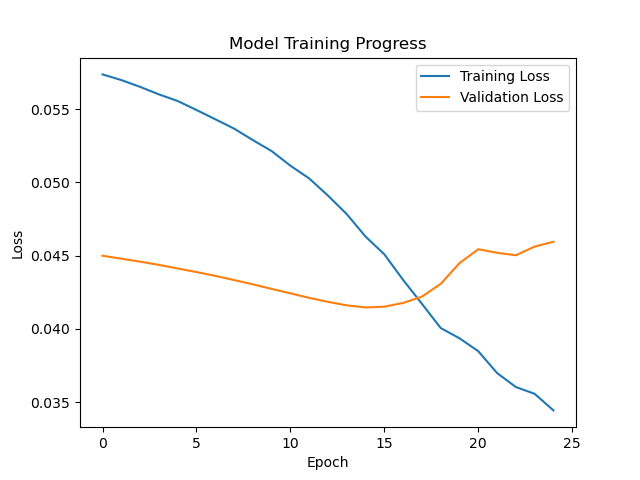 Model Training Progress
Training Loss
Validation Loss
0.055
0.050
0.045
0.040
0.035
Loss
0 5 10 15 20 25
Epoch